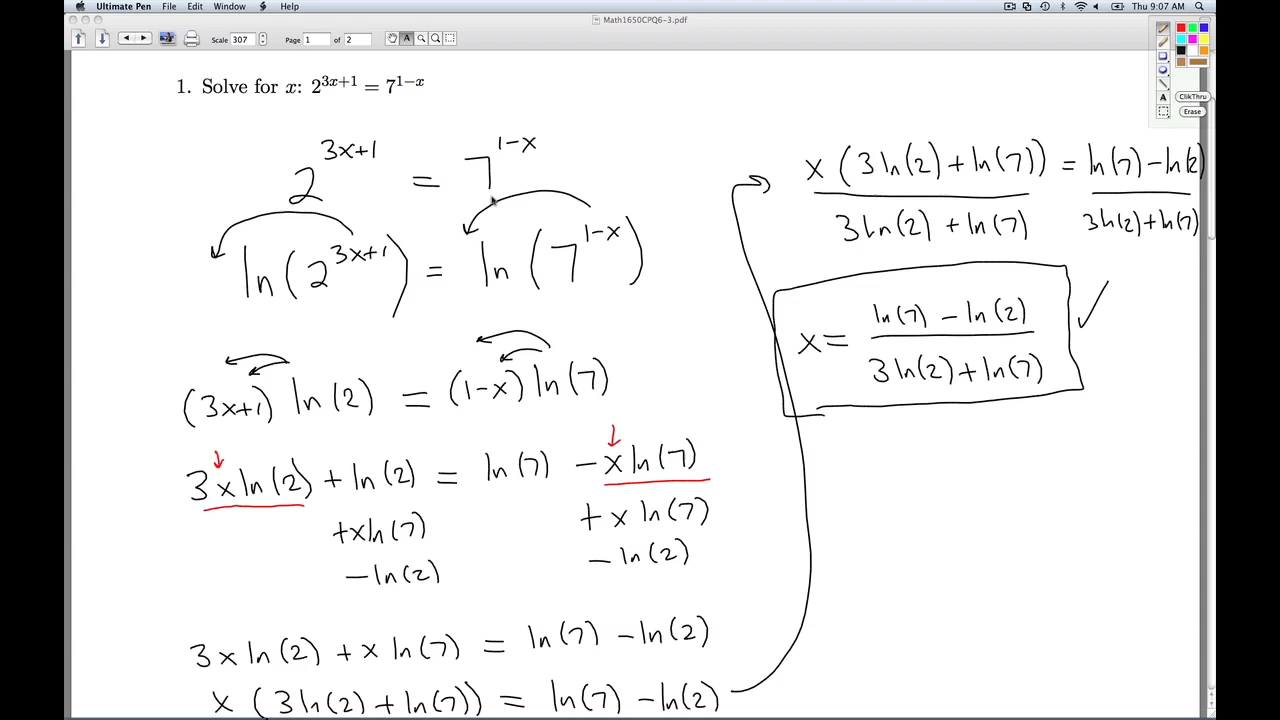 Ultimate Pen File Edit Window Help Thu 9:07 AM
Math1650CPQ6-3.pdf
Scale 307 Page 1 of 2
ClikThru
Erase
1. Solve for x: 2^{3x+1} = 7^{1−x}
2^{3x+1} = 7^{1-x}
ln(2^{3x+1}) = ln(7^{1-x})
(3x+1) ln(2) = (1-x) ln(7)
3xln(2) + ln(2) = ln(7) - xln(7)
+xln(7) + x ln(7)
-ln(2) - ln(2)
3x ln(2) + x ln(7) = ln(7) - ln(2)
x (3ln(2) + ln(7)) = ln(7) - ln(2)
x (3ln(2) + ln(7)) = ln(7) - ln(2)
3ln(2) + ln(7) 3ln(2) + ln(7)
x = ln(7) - ln(2)
3ln(2) + ln(7)